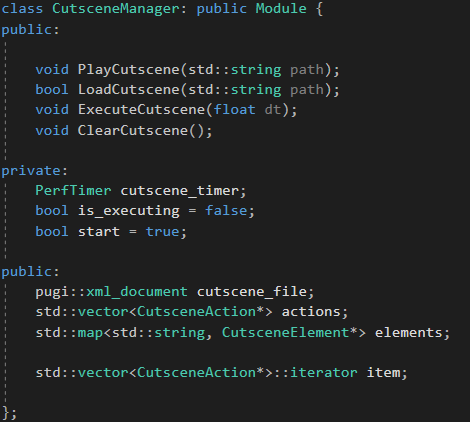 class CutsceneManager: public Module {
public:
void PlayCutscene(std::string path);
bool LoadCutscene(std::string path);
void ExecuteCutscene(float dt);
void ClearCutscene();
private:
PerfTimer cutscene_timer;
bool is_executing = false;
bool start = true;
public:
pugi::xml_document cutscene_file;
std::vector<CutsceneAction*> actions;
std::map<std::string, CutsceneElement*> elements;
std::vector<CutsceneAction*>::iterator item;
};